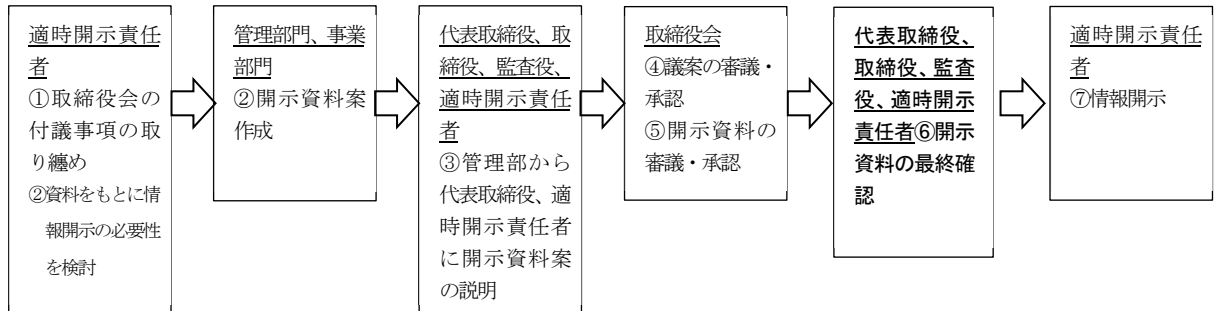 適時開示責任
者
①取締役会の
付議事項の取
り纏め
②資料をもとに情
報開示の必要性
を検討
管理部門、事業
部門
②開示資料案
作成
代表取締役、取
締役、監査役、
適時開示責任
者
③管理部から
代表取締役、適
時開示責任者
に開示資料案
の説明
取締役会
④議案の審議・
承認
⑤開示資料の
審議・承認
代表取締役、
取締役、監査
役、適時開示
責任者⑥開示
資料の最終確
認
適時開示責任
者
⑦情報開示